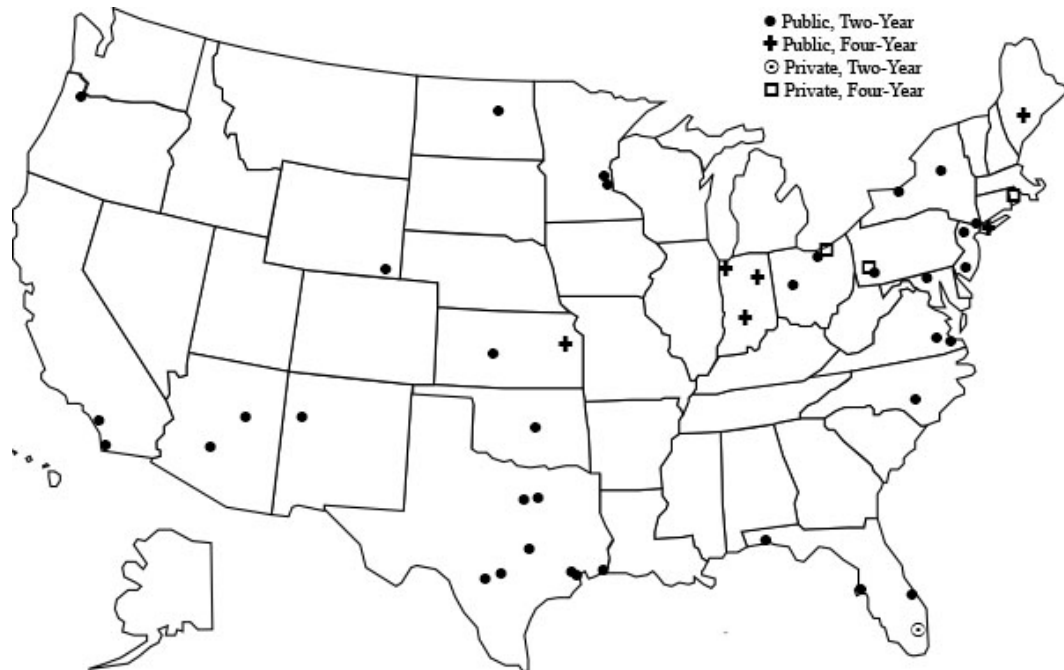 Public, Two-Year
Public, Four-Year
Private, Two-Year
Private, Four-Year